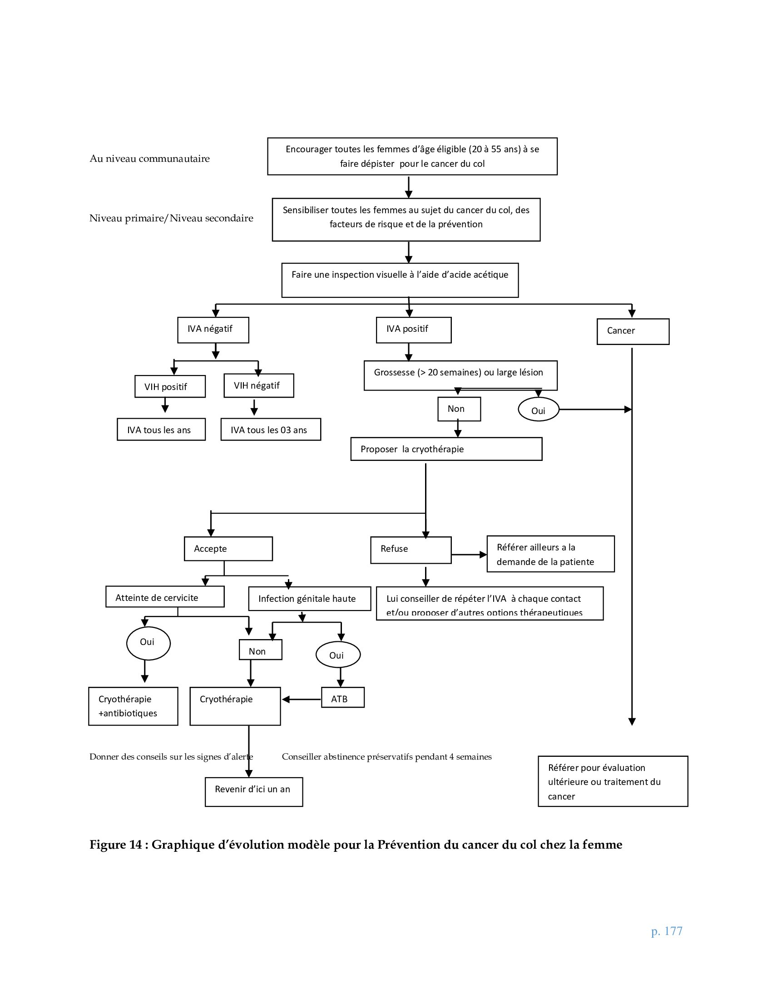 Au niveau communautaire
Encourager toutes les femmes d’âge éligible (20 à 55 ans) à se
faire dépister pour le cancer du col
Niveau primaire/Niveau secondaire
Sensibiliser toutes les femmes au sujet du cancer du col, des
facteurs de risque et de la prévention
Faire une inspection visuelle à l’aide d’acide acétique
IVA négatif
IVA positif
Cancer
VIH positif
VIH négatif
Grossesse (> 20 semaines) ou large lésion
Non
Oui
IVA tous les ans
IVA tous les 03 ans
Proposer la cryothérapie
Accepte
Refuse
Référer ailleurs a la
demande de la patiente
Atteinte de cervicite
Infection génitale haute
Lui conseiller de répéter l’IVA à chaque contact
et/ou proposer d’autres options thérapeutiques
Oui
Non
Oui
Cryothérapie
+antibiotiques
Cryothérapie
ATB
Donner des conseils sur les signes d’alerte
Conseiller abstinence préservatifs pendant 4 semaines
Référer pour évaluation
ultérieure ou traitement du
cancer
Revenir d’ici un an
Figure 14 : Graphique d’évolution modèle pour la Prévention du cancer du col chez la femme
p. 177